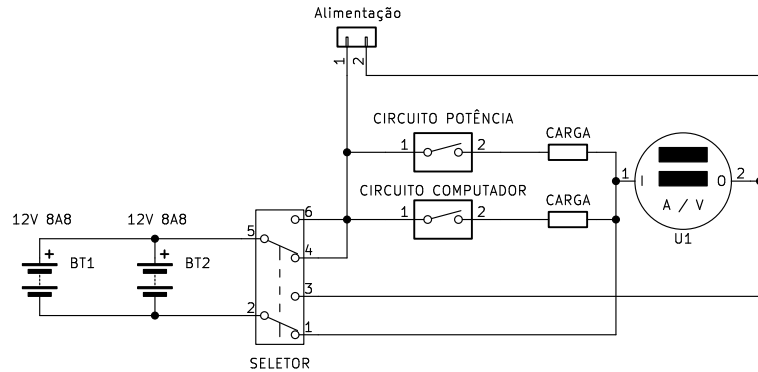 Alimentação
1 2
CIRCUITO POTÊNCIA
1 2 CARGA
CIRCUITO COMPUTADOR
1 2 CARGA
1 I O 2
A / V
U1
12V 8A8 12V 8A8
+ BT1 + BT2
5 6
4
3
2 1
SELETOR